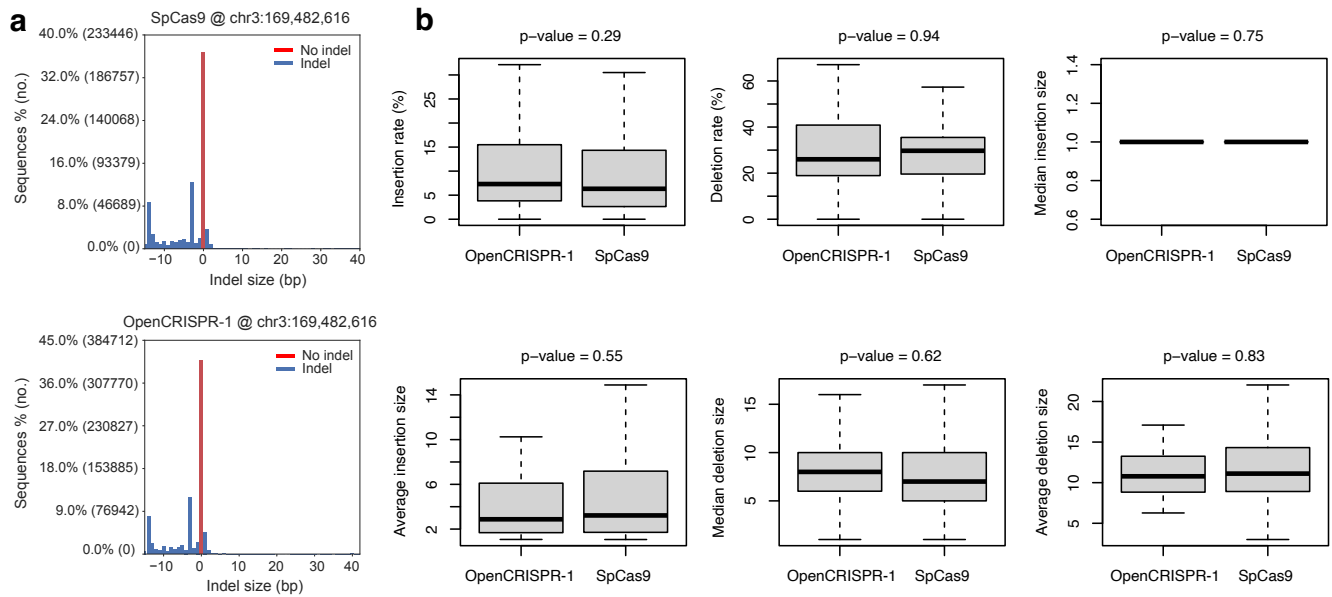 a
SpCas9 @ chr3:169,482,616
Sequences % (no.)
40.0% (233446)
32.0% (186757)
24.0% (140068)
16.0% (93379)
8.0% (46689)
0.0% (0)
No indel
Indel
−10 0 10 20 30 40
Indel size (bp)
OpenCRISPR-1 @ chr3:169,482,616
Sequences % (no.)
45.0% (384712)
36.0% (307770)
27.0% (230827)
18.0% (153885)
9.0% (76942)
0.0% (0)
No indel
Indel
−10 0 10 20 30 40
Indel size (bp)
b
p−value = 0.29
Insertion rate (%)
0 5 15 25
OpenCRISPR-1 SpCas9
p−value = 0.94
Deletion rate (%)
0 20 40 60
OpenCRISPR-1 SpCas9
p−value = 0.75
Median insertion size
0.6 0.8 1.0 1.2 1.4
OpenCRISPR-1 SpCas9
p−value = 0.55
Average insertion size
2 6 10 14
OpenCRISPR-1 SpCas9
p−value = 0.62
Median deletion size
5 10 15
OpenCRISPR-1 SpCas9
p−value = 0.83
Average deletion size
5 10 15 20
OpenCRISPR-1 SpCas9